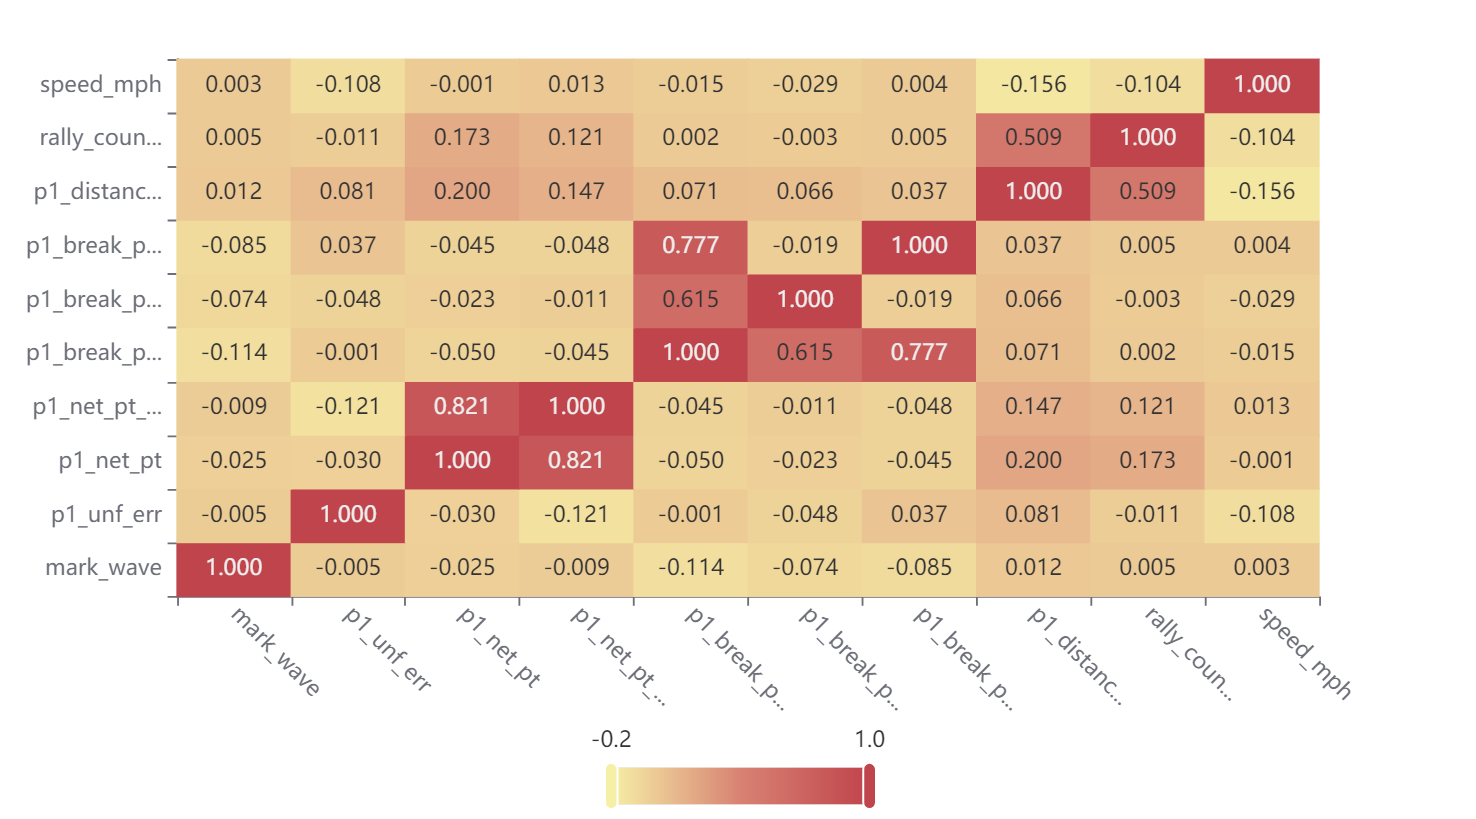 speed_mph 0.003 -0.108 -0.001 0.013 -0.015 -0.029 0.004 -0.156 -0.104 1.000
rally_coun... 0.005 -0.011 0.173 0.121 0.002 -0.003 0.005 0.509 1.000 -0.104
p1_distanc... 0.012 0.081 0.200 0.147 0.071 0.066 0.037 1.000 0.509 -0.156
p1_break_p... -0.085 0.037 -0.045 -0.048 0.777 -0.019 1.000 0.037 0.005 0.004
p1_break_p... -0.074 -0.048 -0.023 -0.011 0.615 1.000 -0.019 0.066 -0.003 -0.029
p1_break_p... -0.114 -0.001 -0.050 -0.045 1.000 0.615 0.777 0.071 0.002 -0.015
p1_net_pt_... -0.009 -0.121 0.821 1.000 -0.045 -0.011 -0.048 0.147 0.121 0.013
p1_net_pt -0.025 -0.030 1.000 0.821 -0.050 -0.023 -0.045 0.200 0.173 -0.001
p1_unf_err -0.005 1.000 -0.030 -0.121 -0.001 -0.048 0.037 0.081 -0.011 -0.108
mark_wave 1.000 -0.005 -0.025 -0.009 -0.114 -0.074 -0.085 0.012 0.005 0.003
mark_wave p1_unf_err p1_net_pt p1_net_pt_... p1_break_p... p1_break_p... p1_break_p... p1_distanc... rally_coun... speed_mph
-0.2 1.0